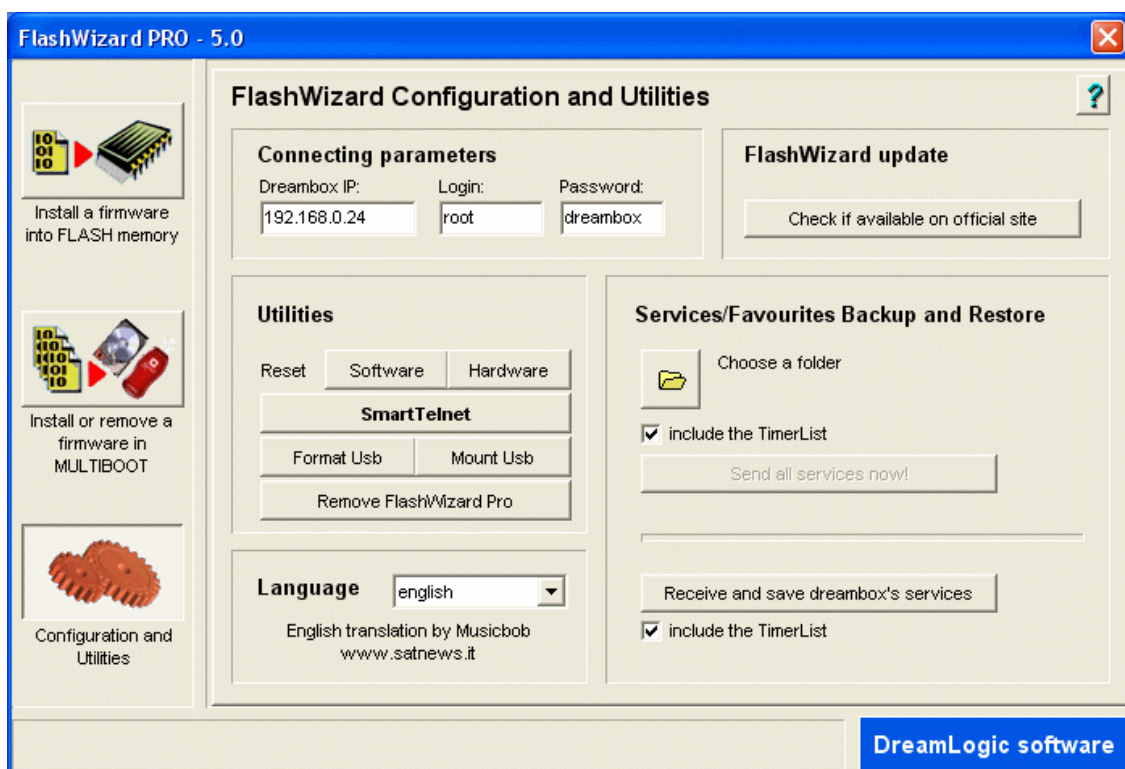 FlashWizard PRO - 5.0
Install a firmware
into FLASH memory
Install or remove a
firmware in
MULTIBOOT
Configuration and
Utilities
FlashWizard Configuration and Utilities
?
Connecting parameters
Dreambox IP: Login: Password:
192.168.0.24 root dreambox
FlashWizard update
Check if available on official site
Utilities
Reset Software Hardware
SmartTelnet
Format Usb Mount Usb
Remove FlashWizard Pro
Language english
English translation by Musicbob
www.satnews.it
Services/Favourites Backup and Restore
Choose a folder
include the TimerList
Send all services now!
Receive and save dreambox's services
include the TimerList
DreamLogic software